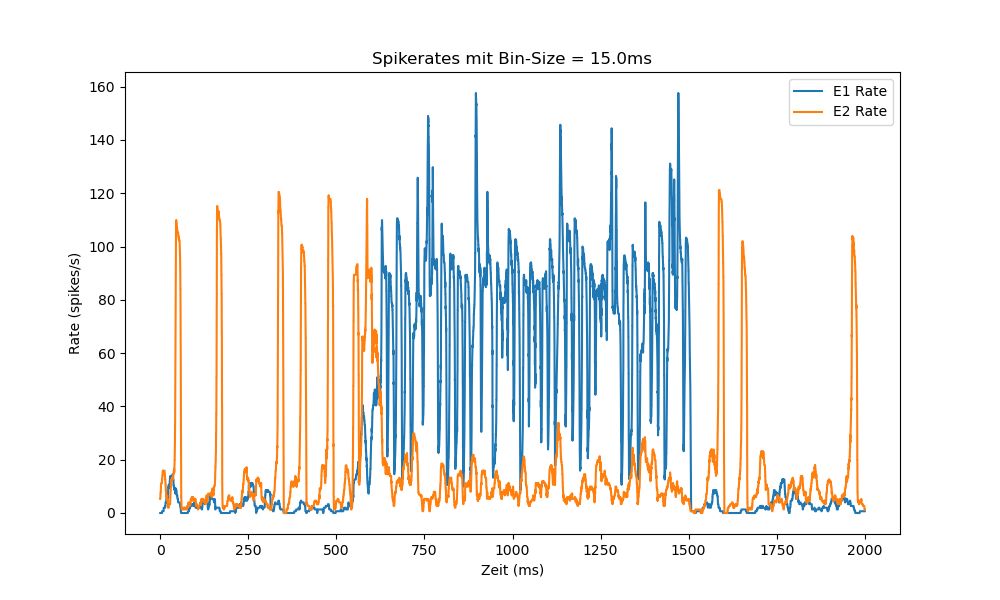 Spikerates mit Bin-Size = 15.0ms
E1 Rate
E2 Rate
160
140
120
100
80
60
40
20
0
Rate (spikes/s)
0 250 500 750 1000 1250 1500 1750 2000
Zeit (ms)